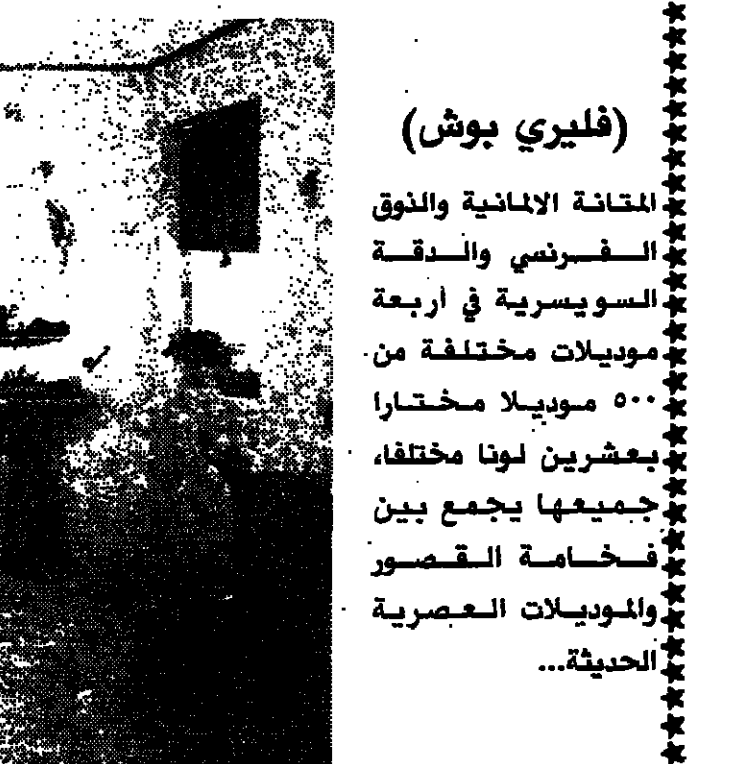 (فليري بوش)
المتانة الالمانية والذوق
الفرنسي والدقة
السويسرية في أربعة
موديلات مختلفة من
٥٠٠ موديلا مختارا
بعشرين لونا مختلفا،
جميعها يجمع بين
فخامة القصور
والموديلات العصرية
الحديثة...